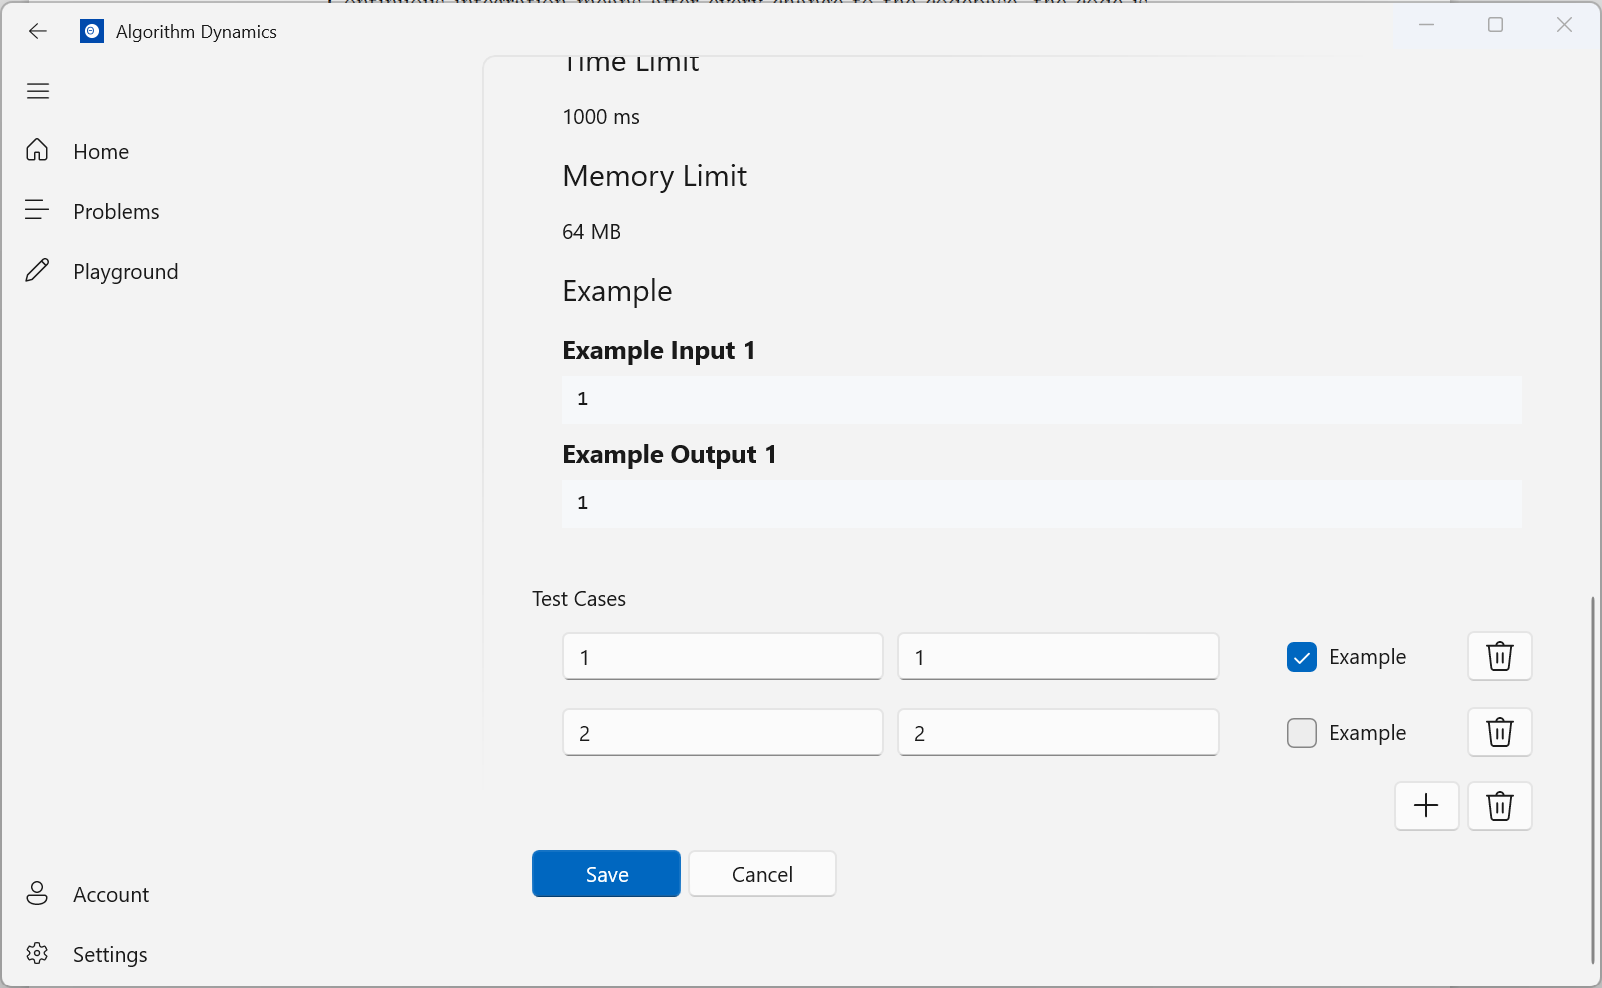 Algorithm Dynamics
Home
Problems
Playground
Time Limit
1000 ms
Memory Limit
64 MB
Example
Example Input 1
1
Example Output 1
1
Test Cases
1 1 Example
2 2 Example
Save Cancel
Account
Settings